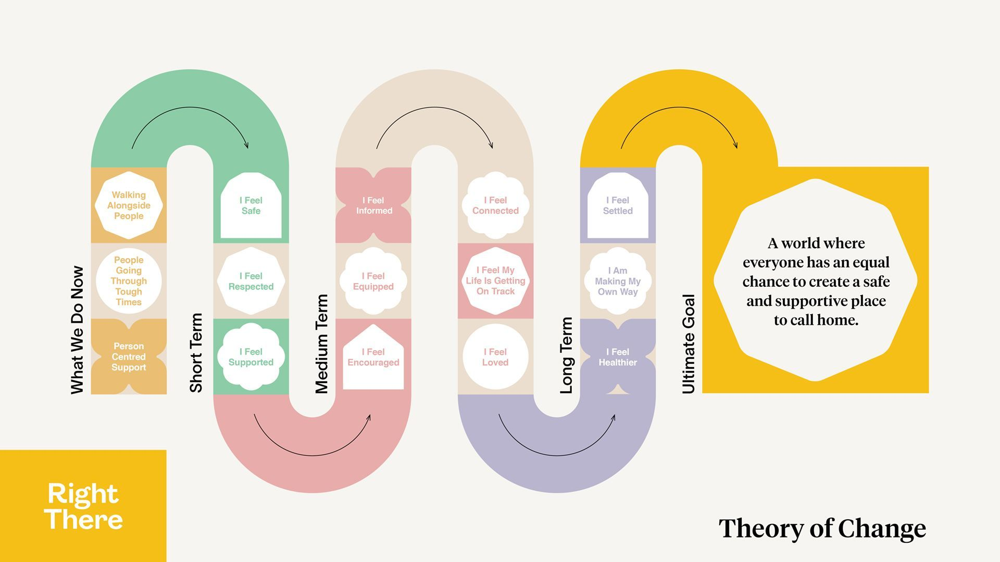 What We Do Now
Walking
Alongside
People
People
Going
Through
Tough
Times
Person
Centred
Support
Short Term
I Feel
Safe
I Feel
Respected
I Feel
Supported
Medium Term
I Feel
Informed
I Feel
Equipped
I Feel
Encouraged
I Feel
Connected
I Feel My
Life Is Getting
On Track
I Feel
Loved
Long Term
I Feel
Settled
I Am
Making My
Own Way
I Feel
Healthier
Ultimate Goal
A world where
everyone has an equal
chance to create a safe
and supportive place
to call home.
Right
There
Theory of Change